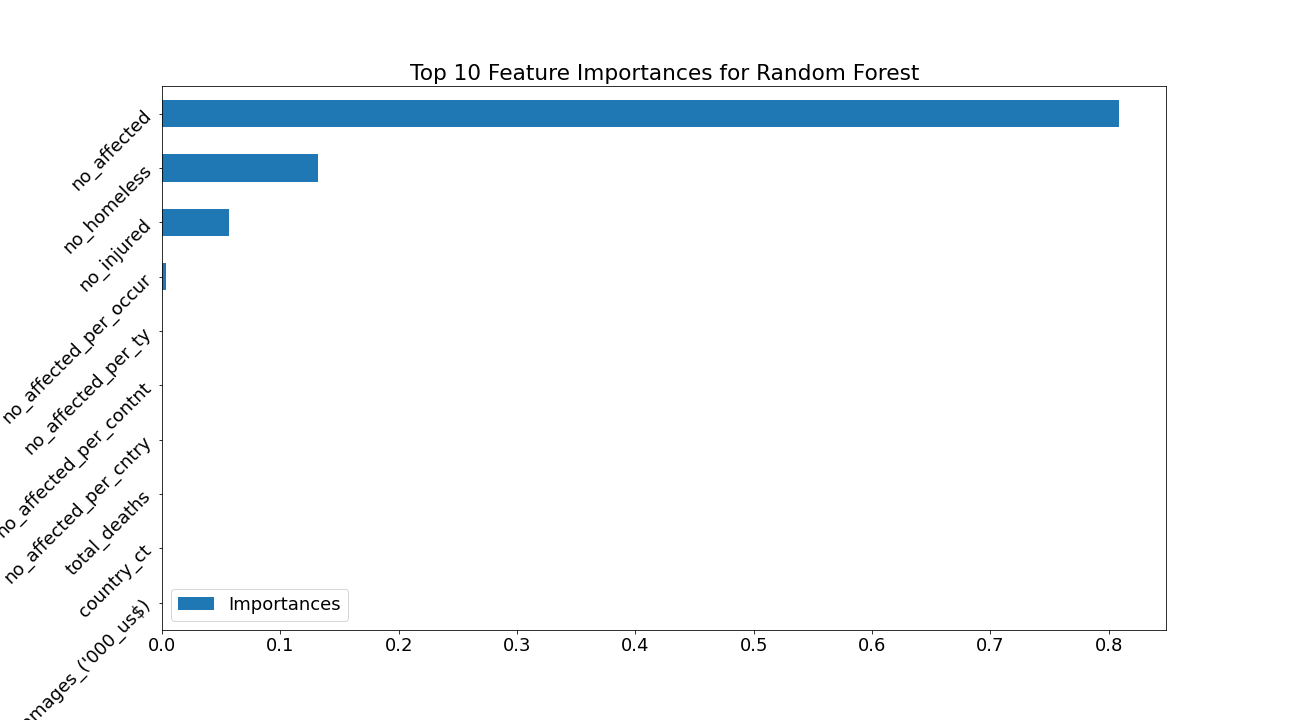 Top 10 Feature Importances for Random Forest
no_affected
no_homeless
no_injured
no_affected_per_occur
no_affected_per_ty
no_affected_per_contnt
no_affected_per_cntry
total_deaths
country_ct
amages_('000_us$)
Importances
0.0 0.1 0.2 0.3 0.4 0.5 0.6 0.7 0.8